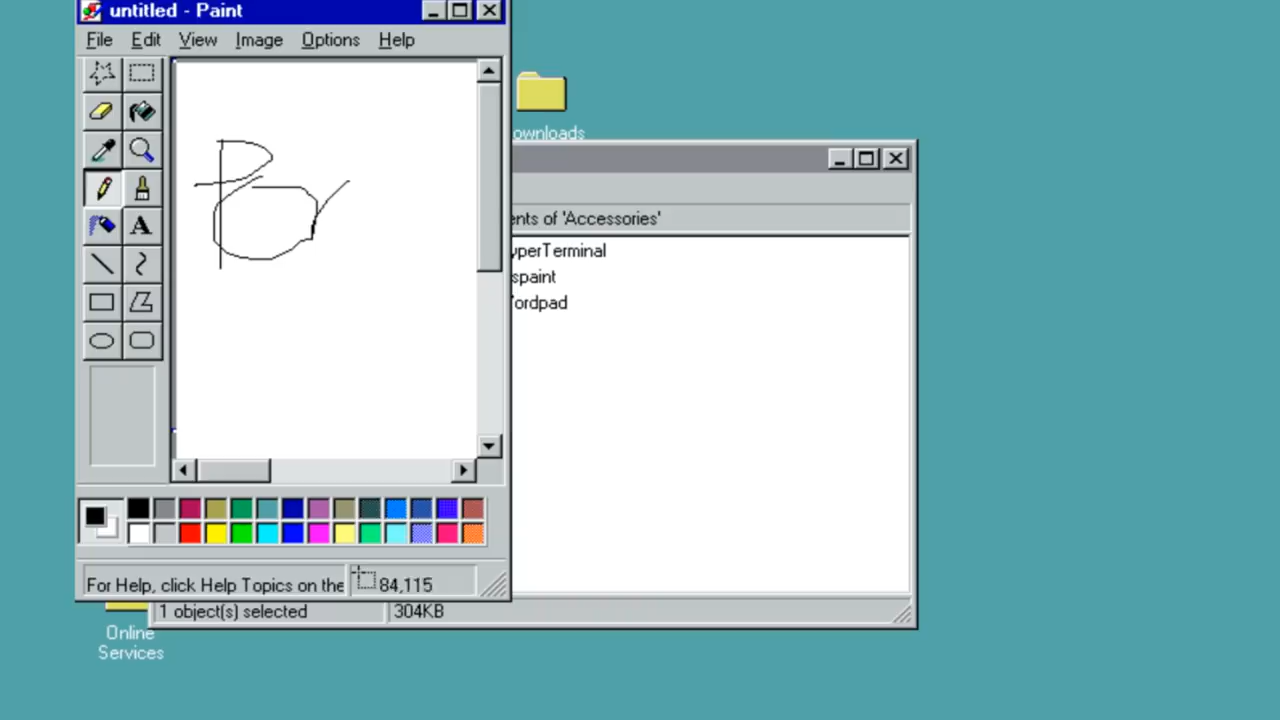 untitled - Paint
File Edit View Image Options Help
ownloads
ents of 'Accessories'
yperTerminal
spaint
ordpad
A
For Help, click Help Topics on the
84,115
1 object(s) selected
304KB
Online
Services